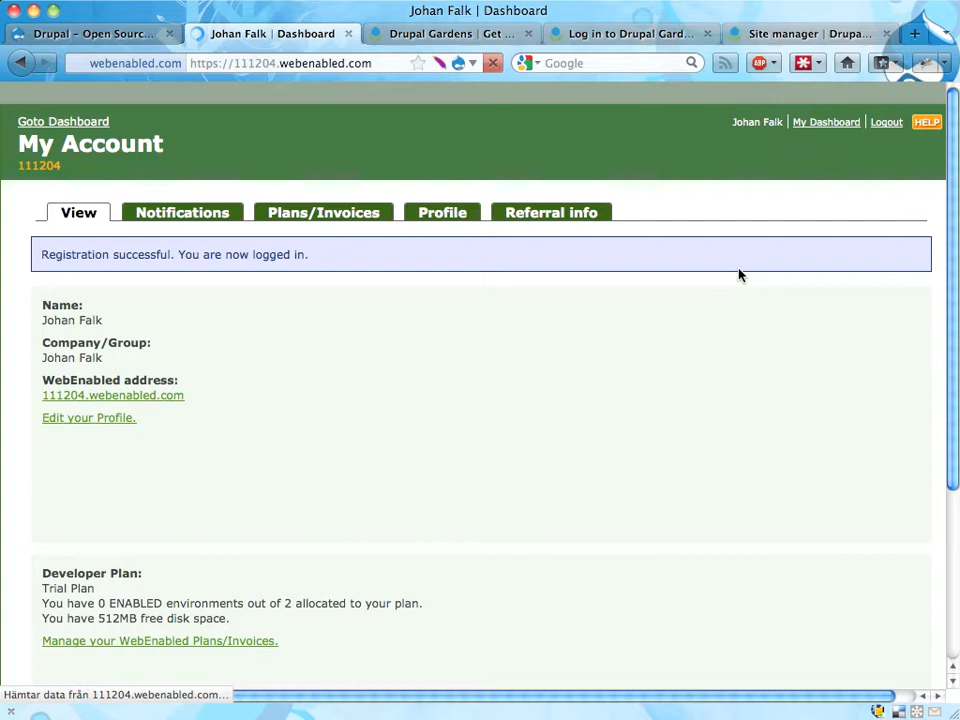 Johan Falk | Dashboard
Drupal – Open Sourc...
Johan Falk | Dashboard
Drupal Gardens | Get ...
Log in to Drupal Gard...
Site manager | Drupa...
webenabled.com
https://111204.webenabled.com
Google
ABP
Goto Dashboard
Johan Falk | My Dashboard | Logout HELP
My Account
111204
View
Notifications
Plans/Invoices
Profile
Referral info
Registration successful. You are now logged in.
Name:
Johan Falk
Company/Group:
Johan Falk
WebEnabled address:
111204.webenabled.com
Edit your Profile.
Developer Plan:
Trial Plan
You have 0 ENABLED environments out of 2 allocated to your plan.
You have 512MB free disk space.
Manage your WebEnabled Plans/Invoices.
Hämtar data från 111204.webenabled.com...